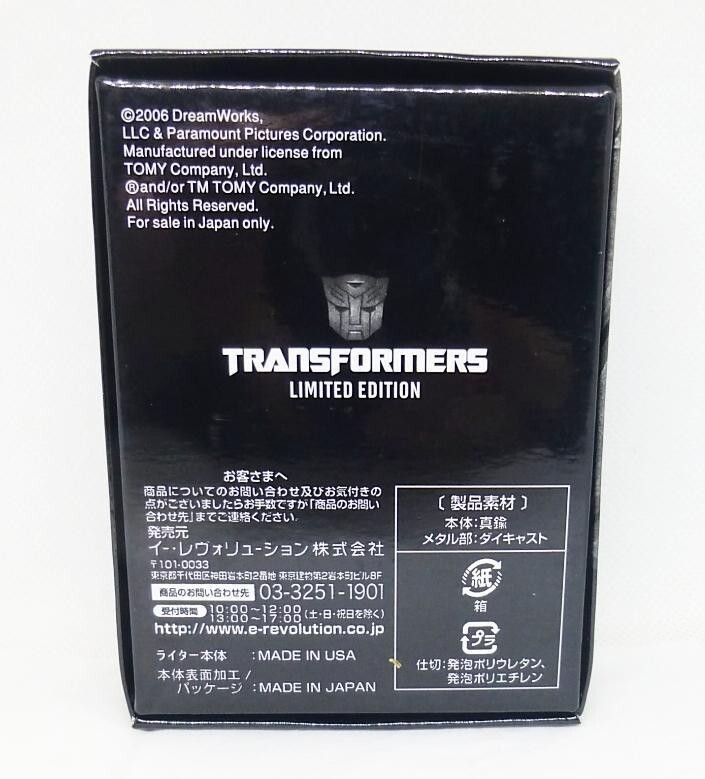 ©2006 DreamWorks,
LLC & Paramount Pictures Corporation.
Manufactured under license from
TOMY Company, Ltd.
®and/or TM TOMY Company, Ltd.
All Rights Reserved.
For sale in Japan only.
TRANSFORMERS
LIMITED EDITION
お客さまへ
商品についてのお問い合わせ及びお気付きの
点がございましたらお手数ですが「商品のお問い
合わせ先」までご連絡ください。
発売元
イー・レヴォリューション株式会社
〒101-0033
東京都千代田区神田岩本町2番地 東京建物第2岩本町ビル8F
商品のお問い合わせ先 03-3251-1901
受付時間 10:00~12:00
13:00~17:00 (土・日・祝日を除く)
http://www.e-revolution.co.jp
ライター本体 :MADE IN USA
本体表面加工/
パッケージ :MADE IN JAPAN
〔 製品素材 〕
本体:真鍮
メタル部:ダイキャスト
紙
箱
プラ
仕切:発泡ポリウレタン、
発泡ポリエチレン